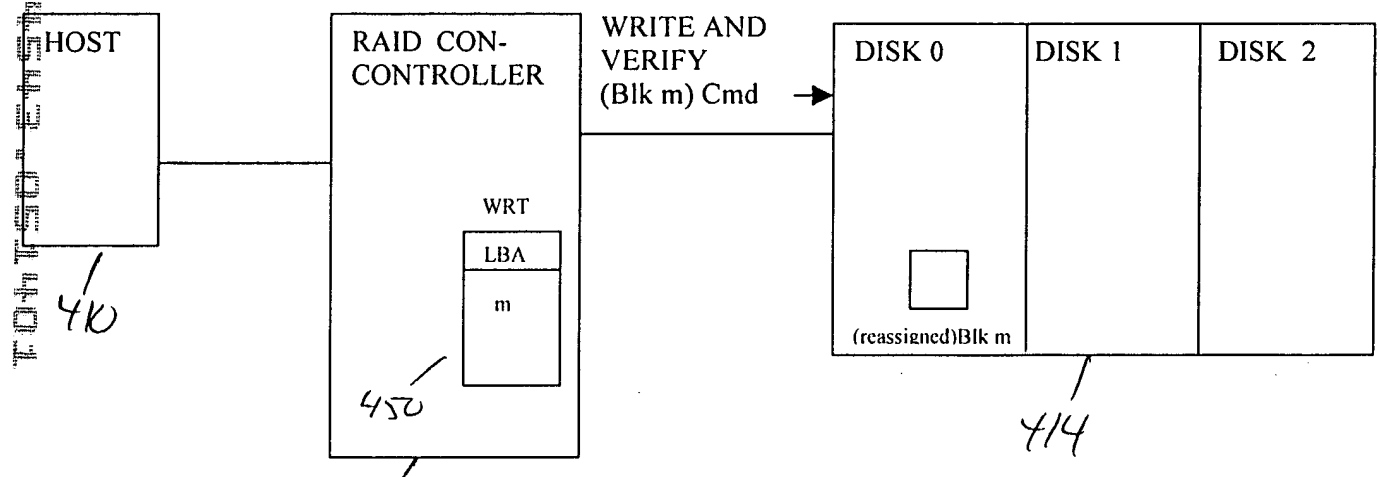 HOST
410
RAID CON-
CONTROLLER
WRT
LBA
m
450
WRITE AND
VERIFY
(Blk m) Cmd
DISK 0
DISK 1
DISK 2
(reassigned)Blk m
414